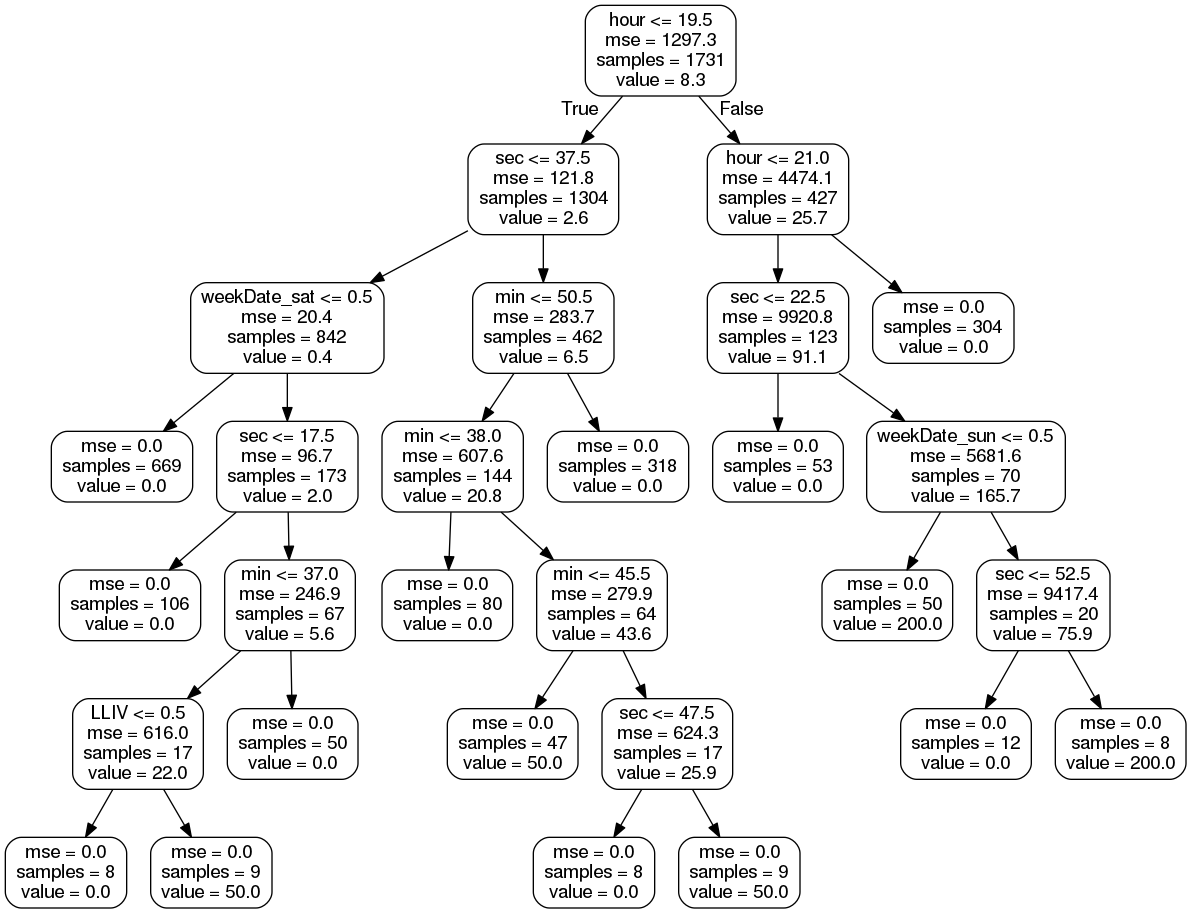 hour <= 19.5
mse = 1297.3
samples = 1731
value = 8.3
True
False
sec <= 37.5
mse = 121.8
samples = 1304
value = 2.6
hour <= 21.0
mse = 4474.1
samples = 427
value = 25.7
weekDate_sat <= 0.5
mse = 20.4
samples = 842
value = 0.4
min <= 50.5
mse = 283.7
samples = 462
value = 6.5
sec <= 22.5
mse = 9920.8
samples = 123
value = 91.1
mse = 0.0
samples = 304
value = 0.0
mse = 0.0
samples = 669
value = 0.0
sec <= 17.5
mse = 96.7
samples = 173
value = 2.0
min <= 38.0
mse = 607.6
samples = 144
value = 20.8
mse = 0.0
samples = 318
value = 0.0
mse = 0.0
samples = 53
value = 0.0
weekDate_sun <= 0.5
mse = 5681.6
samples = 70
value = 165.7
mse = 0.0
samples = 106
value = 0.0
min <= 37.0
mse = 246.9
samples = 67
value = 5.6
mse = 0.0
samples = 80
value = 0.0
min <= 45.5
mse = 279.9
samples = 64
value = 43.6
mse = 0.0
samples = 50
value = 200.0
sec <= 52.5
mse = 9417.4
samples = 20
value = 75.9
LLIV <= 0.5
mse = 616.0
samples = 17
value = 22.0
mse = 0.0
samples = 50
value = 0.0
mse = 0.0
samples = 47
value = 50.0
sec <= 47.5
mse = 624.3
samples = 17
value = 25.9
mse = 0.0
samples = 12
value = 0.0
mse = 0.0
samples = 8
value = 200.0
mse = 0.0
samples = 8
value = 0.0
mse = 0.0
samples = 9
value = 50.0
mse = 0.0
samples = 8
value = 0.0
mse = 0.0
samples = 9
value = 50.0